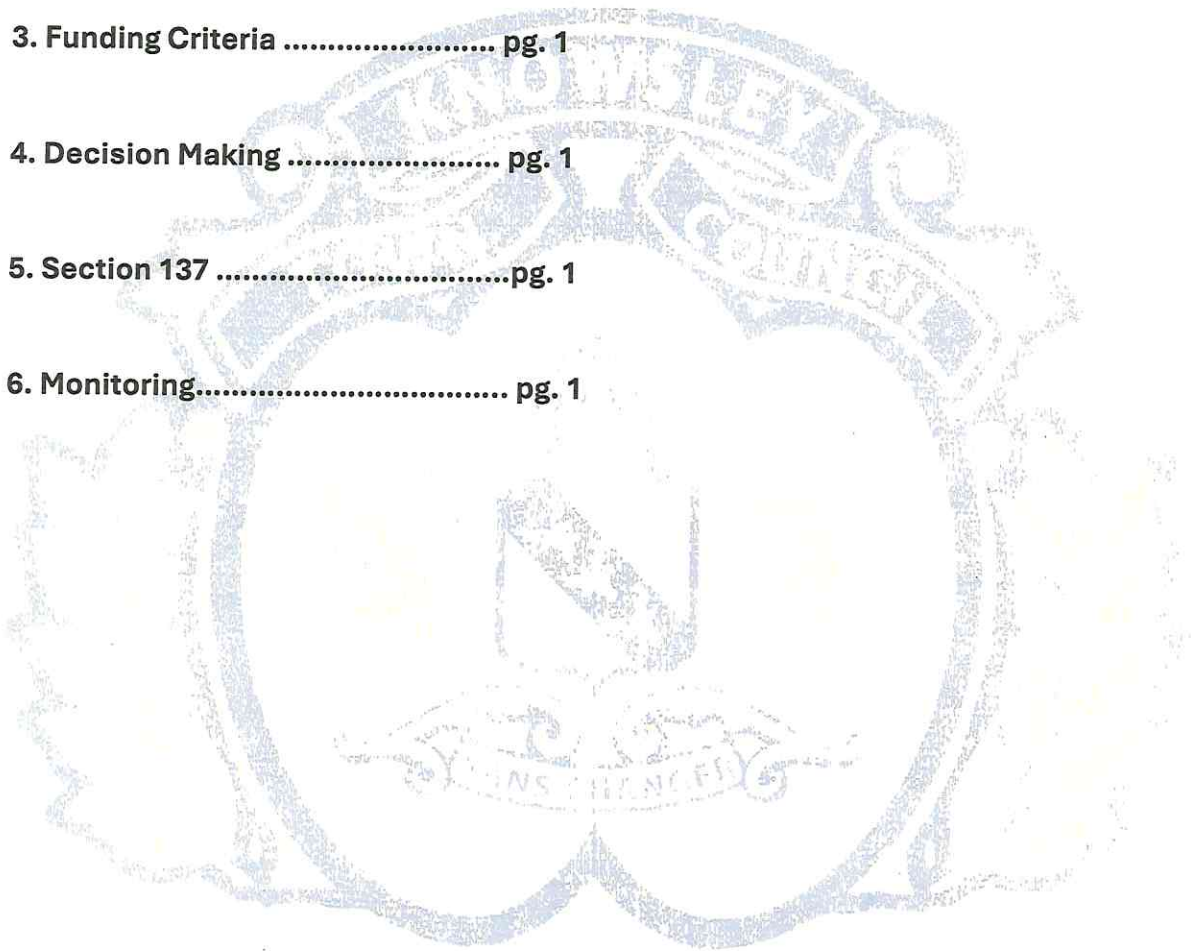 3. Funding Criteria ........................ pg. 1
KNOWSLEY
4. Decision Making ........................ pg. 1
COUNCIL
5. Section 137 .................................pg. 1
6. Monitoring................................... pg. 1